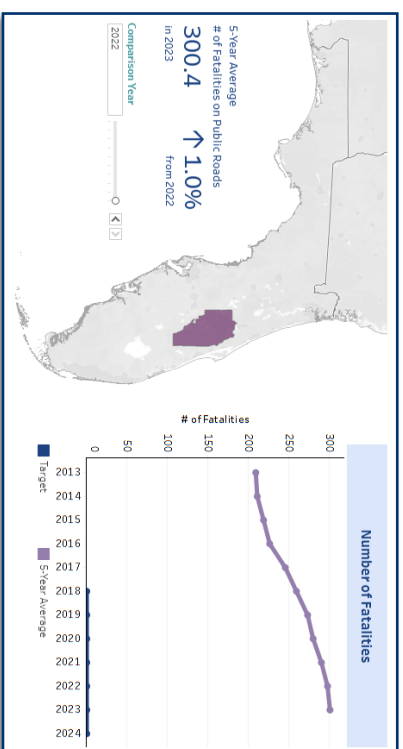 5-Year Average
# of Fatalities on Public Roads
300.4
in 2023
↑ 1.0%
from 2022
Comparison Year
2022
Number of Fatalities
# of Fatalities
300
250
200
150
100
50
0
2013
2014
2015
2016
2017
2018
2019
2020
2021
2022
2023
2024
Target
5-Year Average